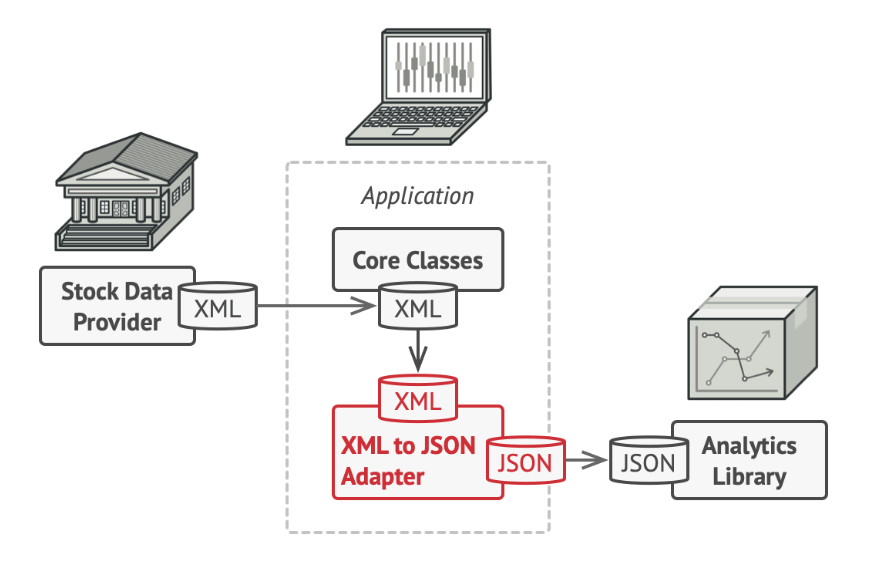 Application
Core Classes
Stock Data
Provider
XML
XML
XML
XML to JSON
Adapter
JSON
JSON
Analytics
Library